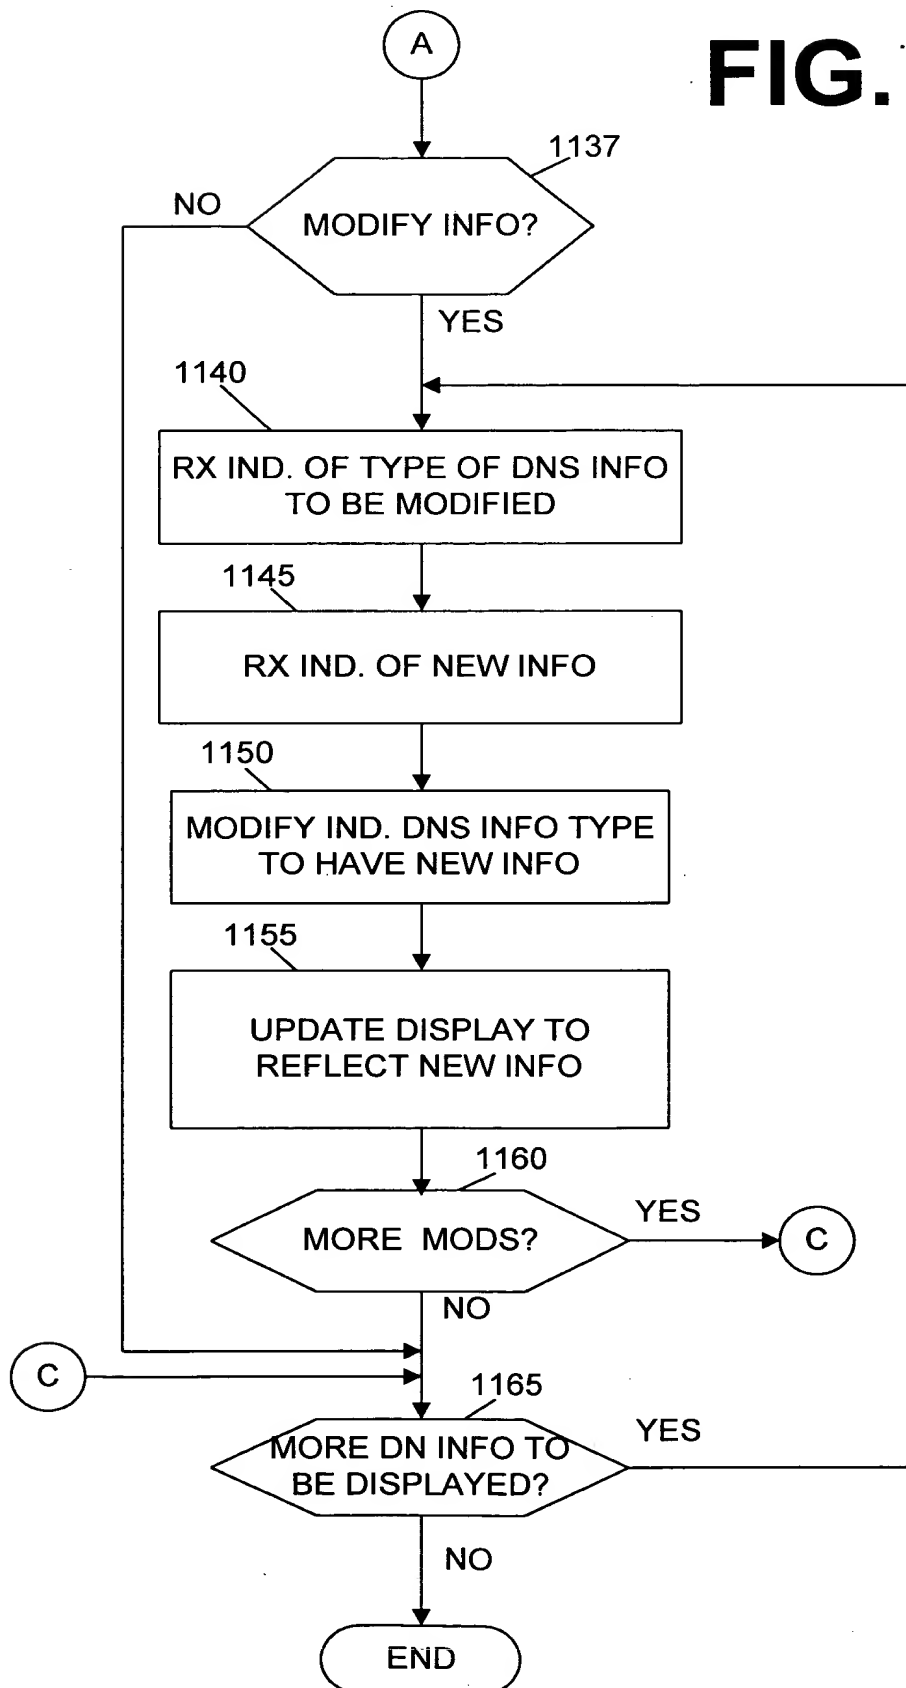 A
FIG.
1137
NO
MODIFY INFO?
YES
1140
RX IND. OF TYPE OF DNS INFO
TO BE MODIFIED
1145
RX IND. OF NEW INFO
1150
MODIFY IND. DNS INFO TYPE
TO HAVE NEW INFO
1155
UPDATE DISPLAY TO
REFLECT NEW INFO
1160
MORE MODS?
YES
C
NO
C
1165
MORE DN INFO TO
BE DISPLAYED?
YES
NO
END